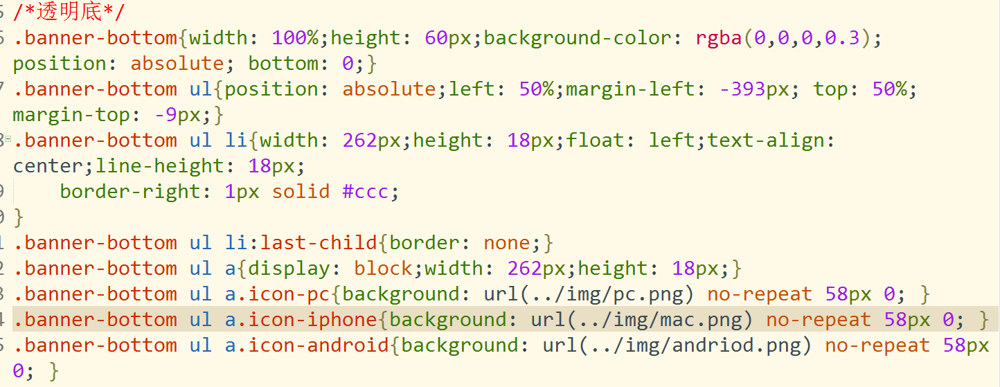 /*透明底*/
.banner-bottom{width: 100%;height: 60px;background-color: rgba(0,0,0,0.3);
position: absolute; bottom: 0;}
.banner-bottom ul{position: absolute;left: 50%;margin-left: -393px; top: 50%;
margin-top: -9px;}
.banner-bottom ul li{width: 262px;height: 18px;float: left;text-align:
center;line-height: 18px;
    border-right: 1px solid #ccc;
}
.banner-bottom ul li:last-child{border: none;}
.banner-bottom ul a{display: block;width: 262px;height: 18px;}
.banner-bottom ul a.icon-pc{background: url(../img/pc.png) no-repeat 58px 0; }
.banner-bottom ul a.icon-iphone{background: url(../img/mac.png) no-repeat 58px 0; }
.banner-bottom ul a.icon-android{background: url(../img/andriod.png) no-repeat 58px
0; }